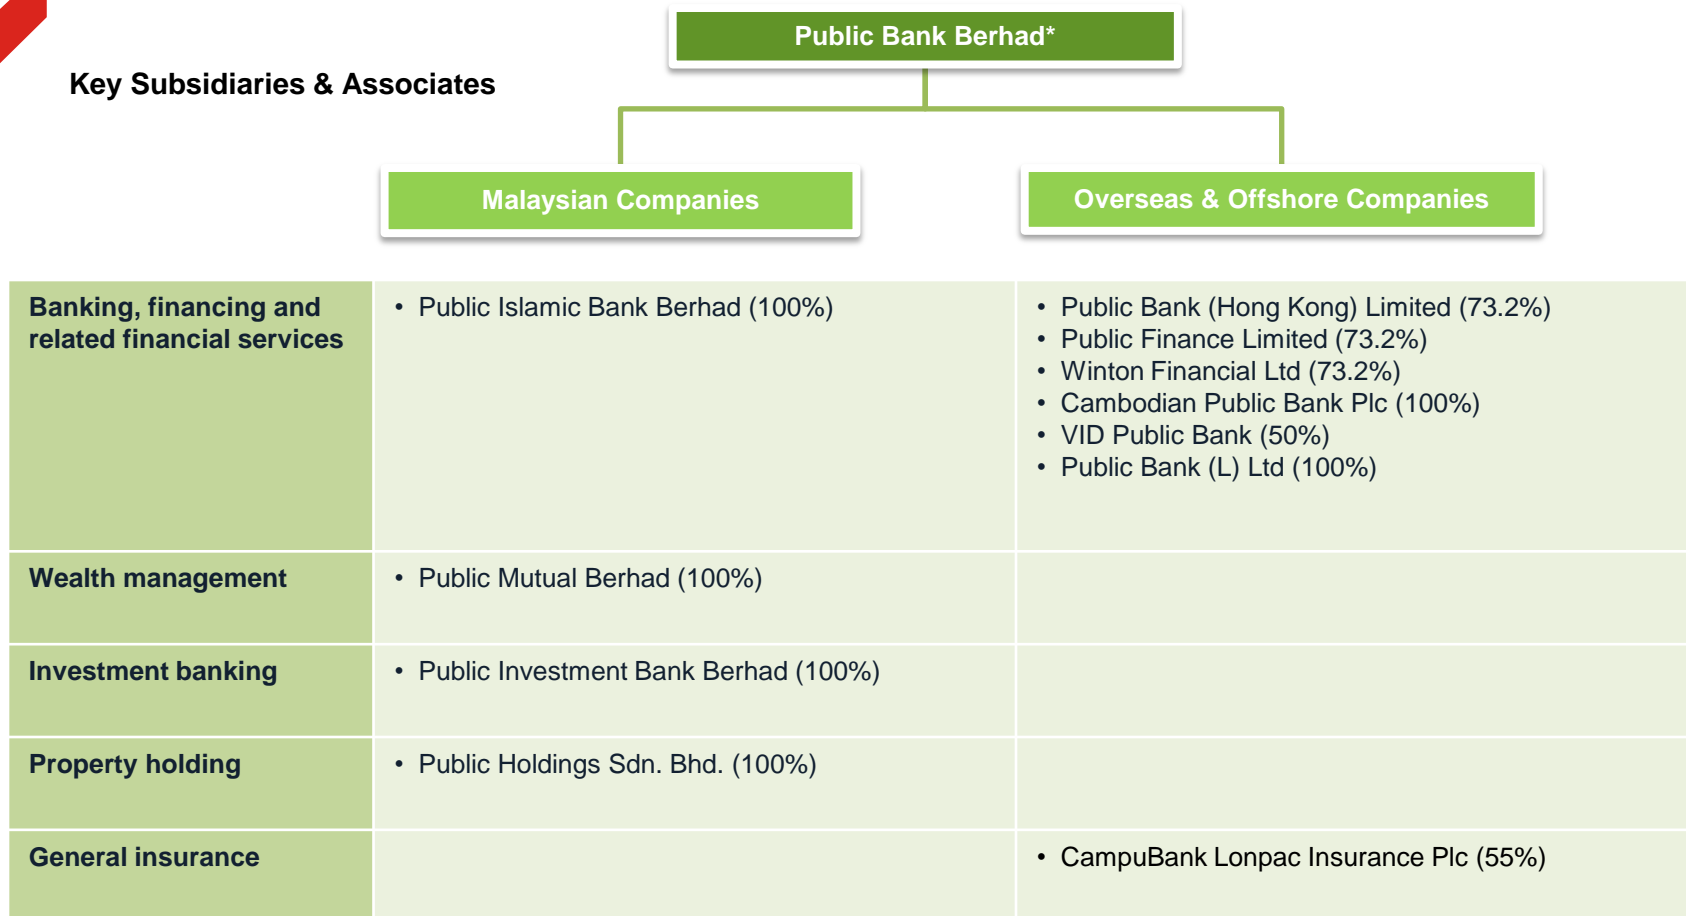 Public Bank Berhad*
Key Subsidiaries & Associates
Malaysian Companies
Overseas & Offshore Companies
Banking, financing and
related financial services
• Public Islamic Bank Berhad (100%)
• Public Bank (Hong Kong) Limited (73.2%)
• Public Finance Limited (73.2%)
• Winton Financial Ltd (73.2%)
• Cambodian Public Bank Plc (100%)
• VID Public Bank (50%)
• Public Bank (L) Ltd (100%)
Wealth management
• Public Mutual Berhad (100%)
Investment banking
• Public Investment Bank Berhad (100%)
Property holding
• Public Holdings Sdn. Bhd. (100%)
General insurance
• CampuBank Lonpac Insurance Plc (55%)